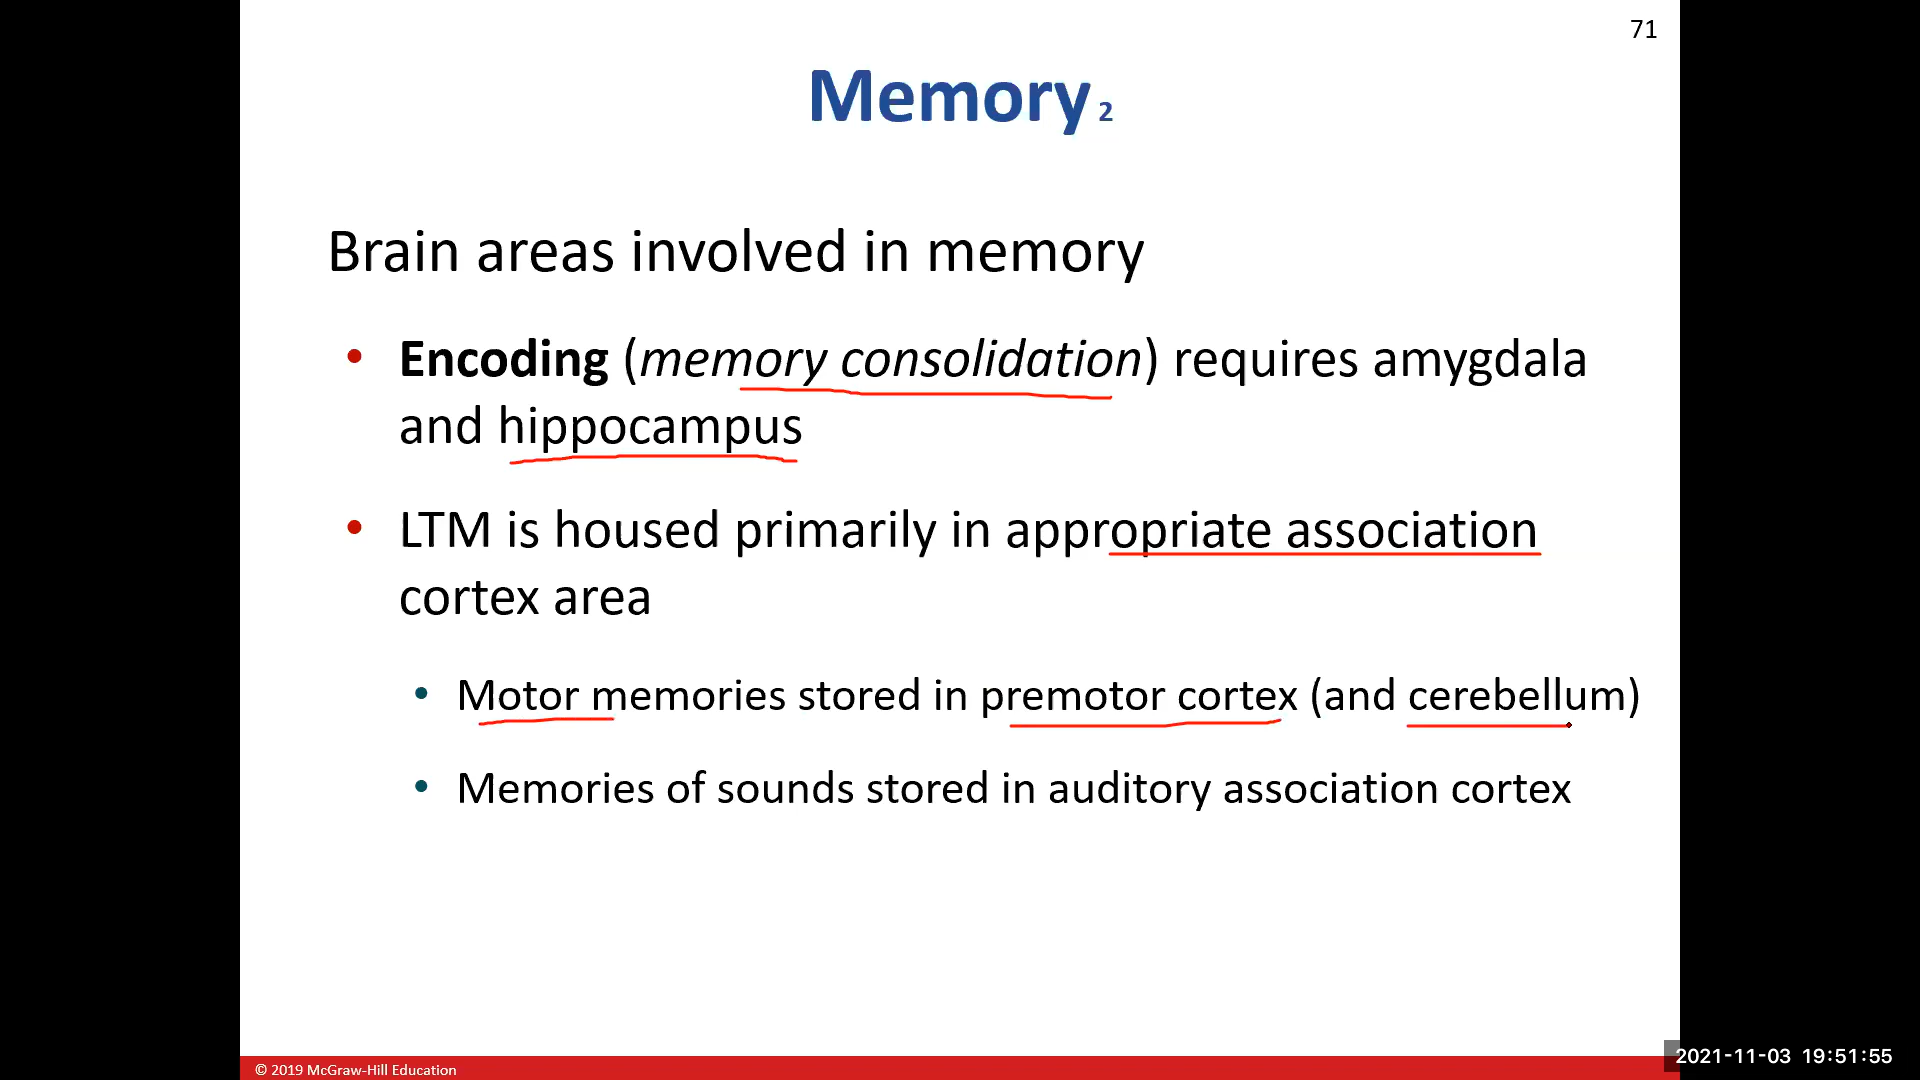 71
Memory 2
Brain areas involved in memory
• Encoding (memory consolidation) requires amygdala
and hippocampus
• LTM is housed primarily in appropriate association
cortex area
• Motor memories stored in premotor cortex (and cerebellum)
• Memories of sounds stored in auditory association cortex
© 2019 McGraw-Hill Education
2021-11-03 19:51:55